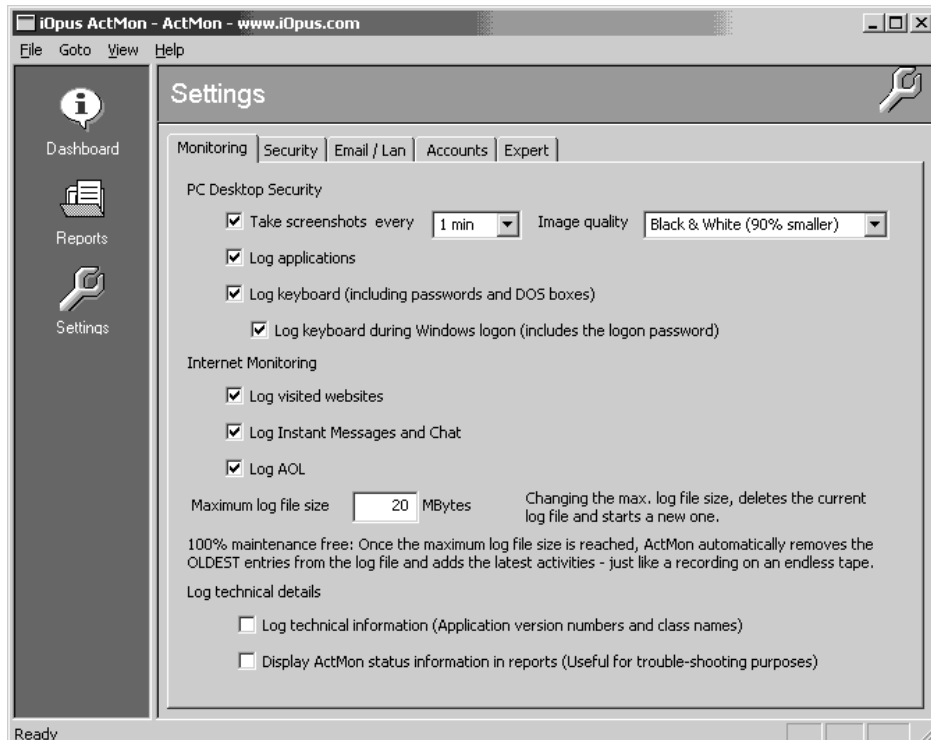 iOpus ActMon - ActMon - www.iOpus.com
File Goto View Help
Settings
Dashboard
Reports
Settings
Monitoring Security Email / Lan Accounts Expert
PC Desktop Security
Take screenshots every 1 min Image quality Black & White (90% smaller)
Log applications
Log keyboard (including passwords and DOS boxes)
Log keyboard during Windows logon (includes the logon password)
Internet Monitoring
Log visited websites
Log Instant Messages and Chat
Log AOL
Maximum log file size 20 MBytes
Changing the max. log file size, deletes the current
log file and starts a new one.
100% maintenance free: Once the maximum log file size is reached, ActMon automatically removes the
OLDEST entries from the log file and adds the latest activities - just like a recording on an endless tape.
Log technical details
Log technical information (Application version numbers and class names)
Display ActMon status information in reports (Useful for trouble-shooting purposes)
Ready